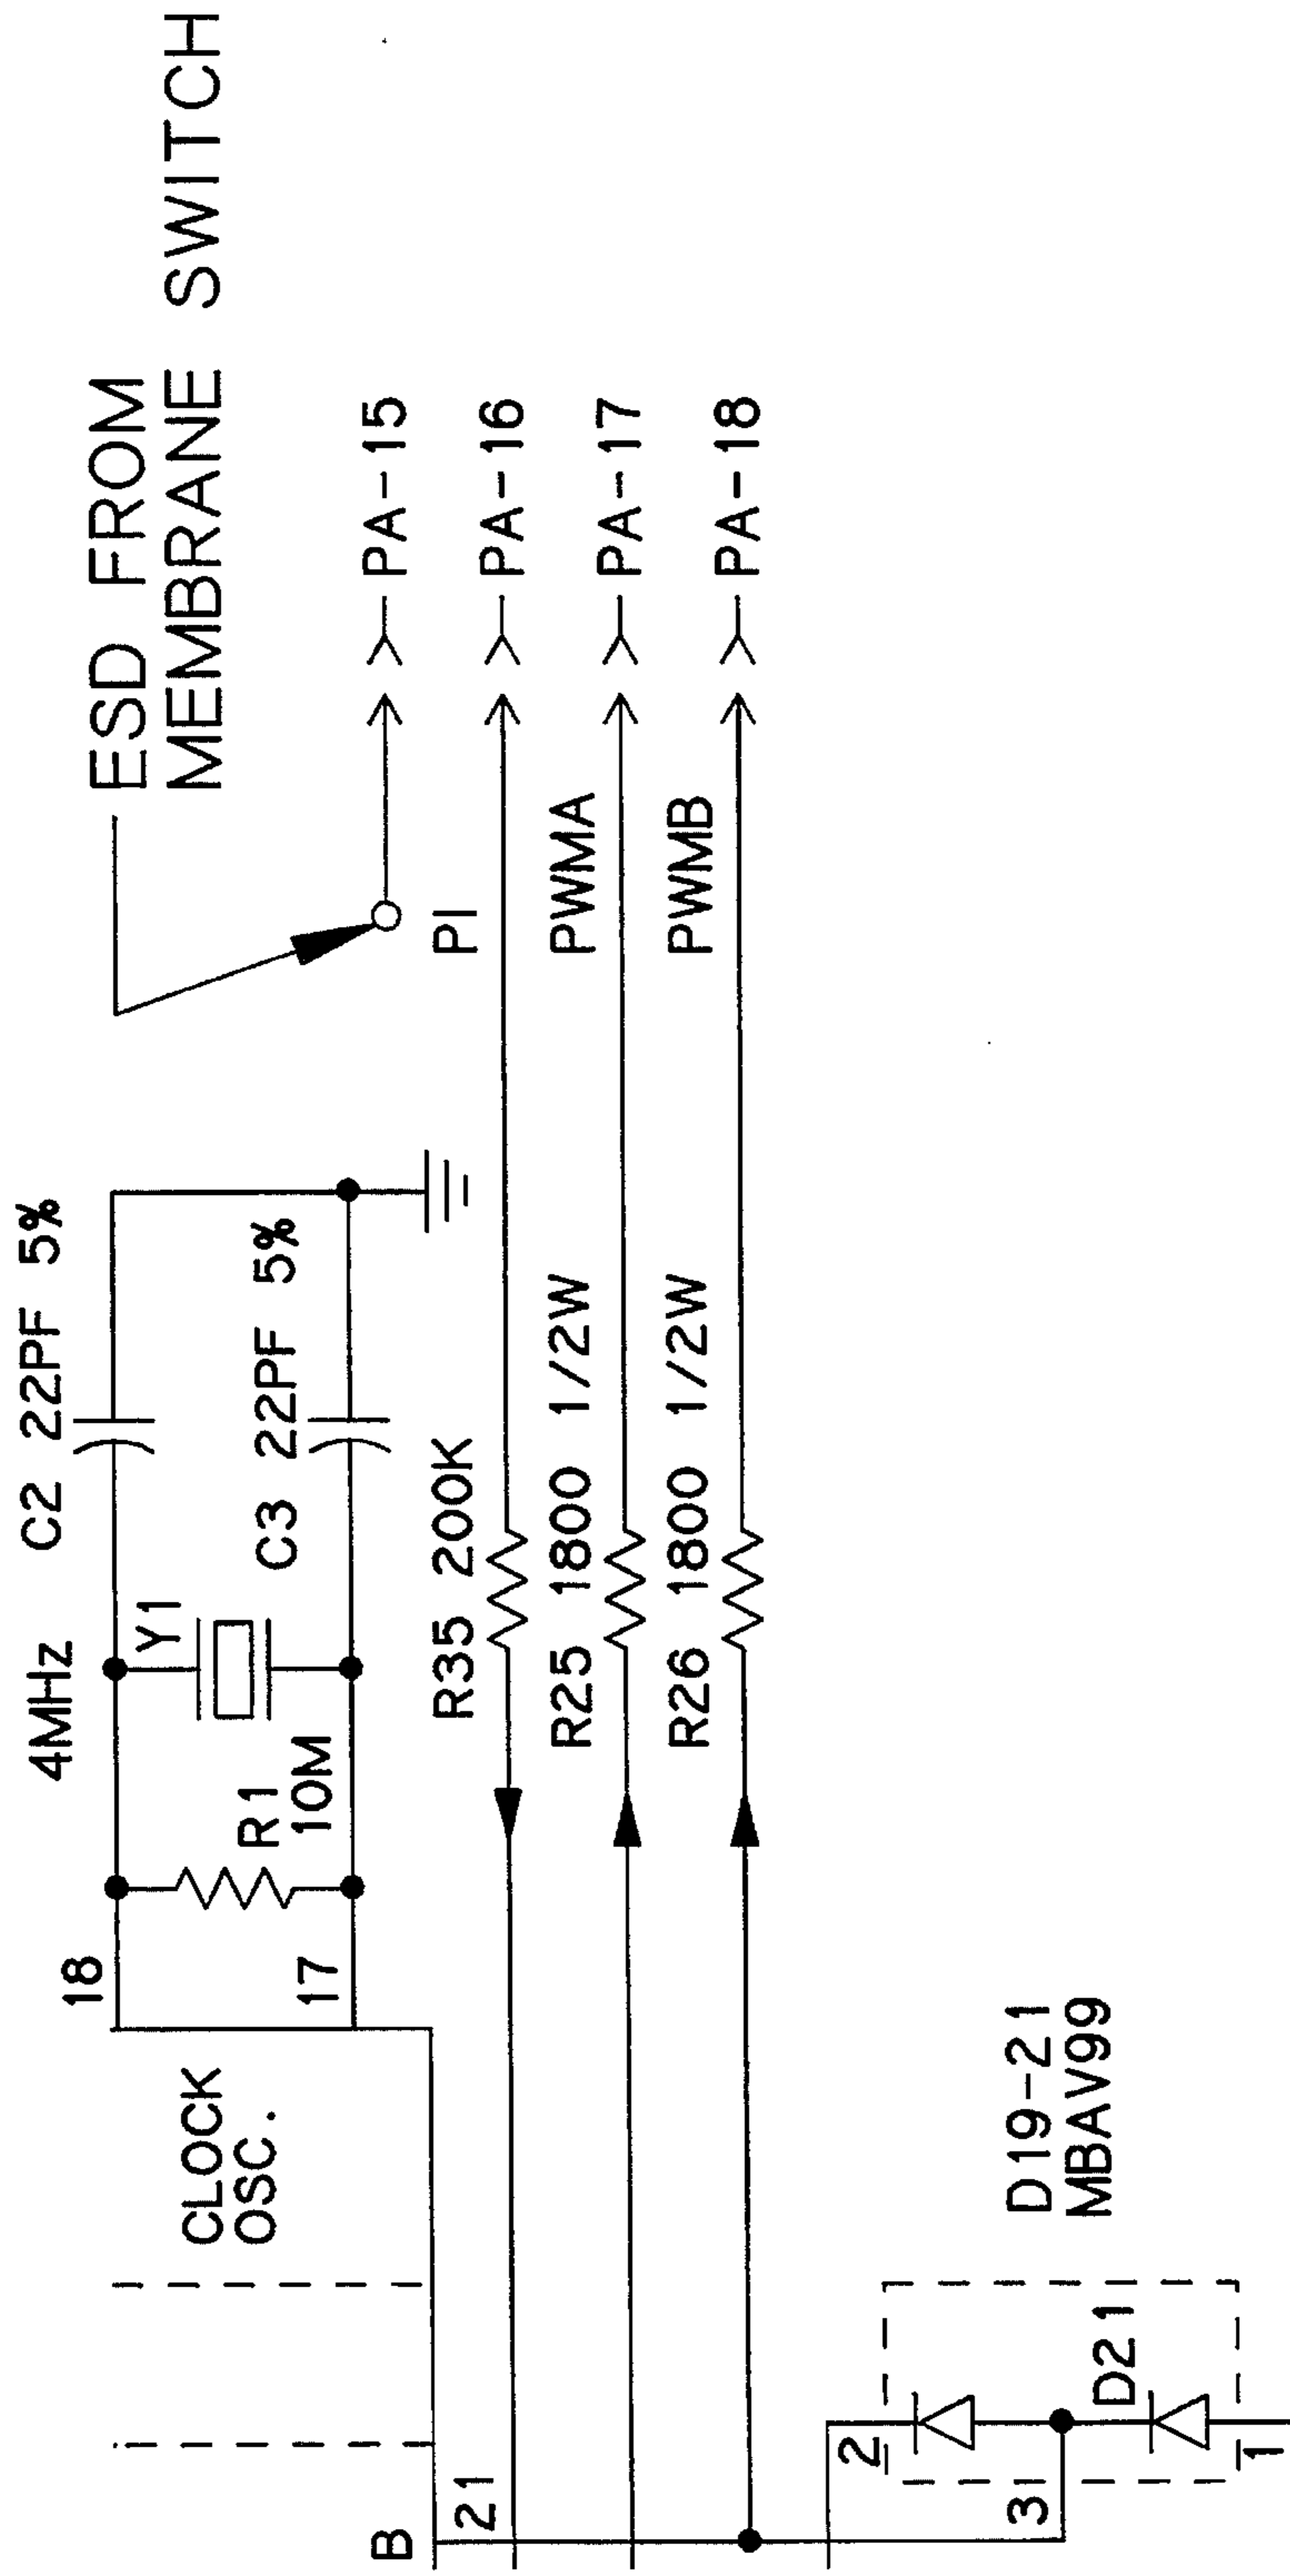 ESD FROM
MEMBRANE SWITCH
4MHz
C2 22PF 5%
18
Y1
CLOCK
OSC.
R1
10M
C3 22PF 5%
17
PA-15
B
21
R35 200K
PI
PA-16
R25 1800 1/2W
PWMA
PA-17
R26 1800 1/2W
PWMB
PA-18
2
3
D21
1
D19-21
MBAV99